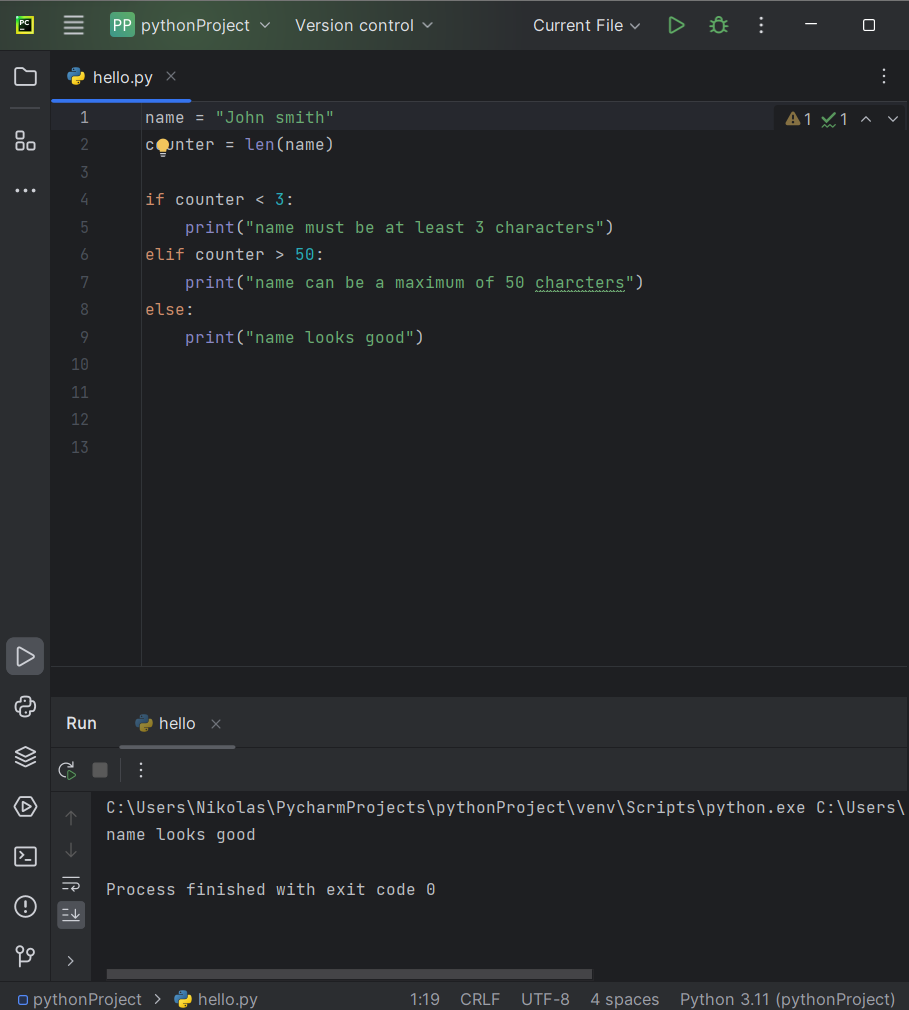 PC
PP pythonProject Version control Current File
hello.py
1 name = "John smith" 1 1
2 counter = len(name)
3
4 if counter < 3:
5 print("name must be at least 3 characters")
6 elif counter > 50:
7 print("name can be a maximum of 50 charcters")
8 else:
9 print("name looks good")
10
11
12
13
Run hello
C:\Users\Nikolas\PycharmProjects\pythonProject\venv\Scripts\python.exe C:\Users\
name looks good
Process finished with exit code 0
pythonProject > hello.py 1:19 CRLF UTF-8 4 spaces Python 3.11 (pythonProject)